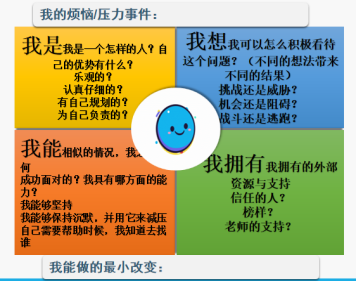 我的烦恼/压力事件：
我是我是一个怎样的人？自
己的优势有什么？
乐观的？
认真仔细的？
有自己规划的？
为自己负责的？
我想我可以怎么积极看待
这个问题？（不同的想法带来
不同的结果）
挑战还是威胁？
机会还是阻碍？
战斗还是逃跑？
我能相似的情况，我
何
成功面对的？我具有哪方面的能
力？
我能够坚持
我能够保持沉默，并用它来减压
自己需要帮助时候，我知道去找
谁
我拥有我拥有的外部
资源与支持
信任的人？
榜样？
老师的支持？
我能做的最小改变：